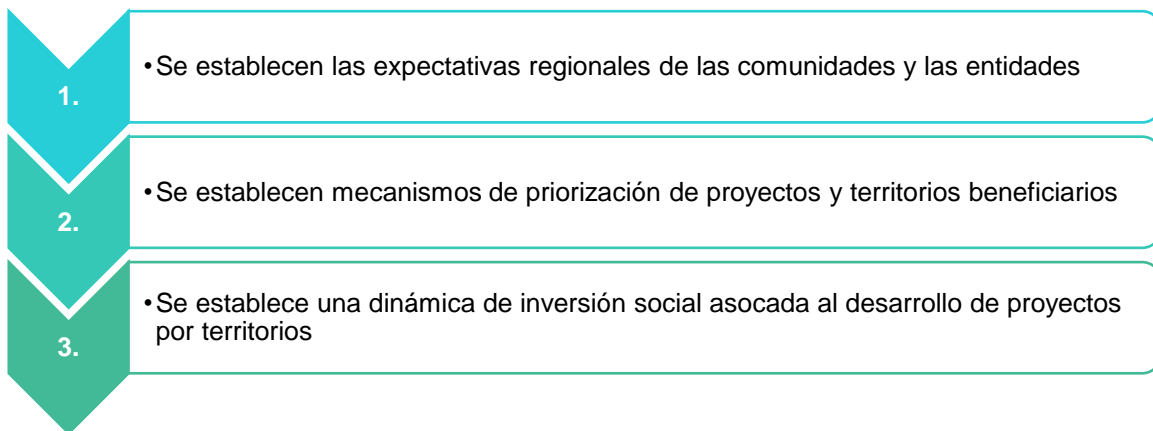 1.
•Se establecen las expectativas regionales de las comunidades y las entidades
2.
•Se establecen mecanismos de priorización de proyectos y territorios beneficiarios
3.
•Se establece una dinámica de inversión social asocada al desarrollo de proyectos
por territorios